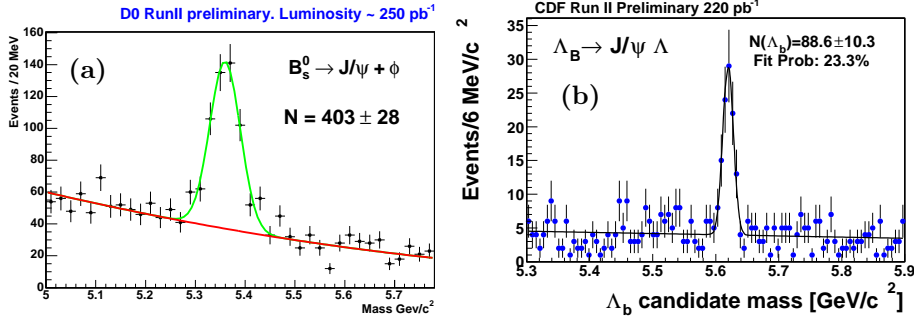 D0 RunII preliminary. Luminosity ~ 250 pb⁻¹
Events / 20 MeV
160
140
120
100
80
60
40
20
0
(a)
B⁰ₛ → J/ψ + φ
N = 403 ± 28
5 5.1 5.2 5.3 5.4 5.5 5.6 5.7
Mass Gev/c²
CDF Run II Preliminary 220 pb⁻¹
Events/6 MeV/c²
35
30
25
20
15
10
5
0
Λ_B → J/ψ Λ
N(Λ_b)=88.6±10.3
Fit Prob: 23.3%
(b)
5.3 5.4 5.5 5.6 5.7 5.8 5.9
Λ_b candidate mass [GeV/c²]